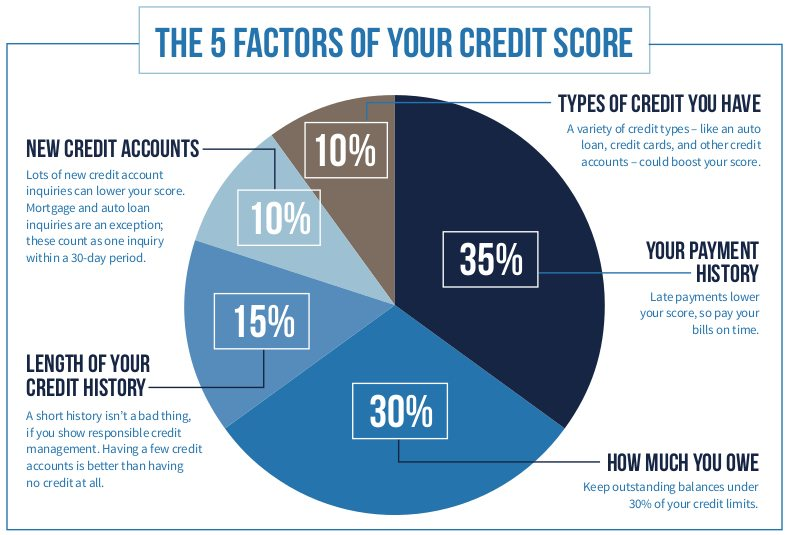 THE 5 FACTORS OF YOUR CREDIT SCORE
TYPES OF CREDIT YOU HAVE
A variety of credit types – like an auto
loan, credit cards, and other credit
accounts – could boost your score.
10%
NEW CREDIT ACCOUNTS
Lots of new credit account
inquiries can lower your score.
Mortgage and auto loan
inquiries are an exception;
these count as one inquiry
within a 30-day period.
10%
35%
YOUR PAYMENT
HISTORY
Late payments lower
your score, so pay your
bills on time.
15%
LENGTH OF YOUR
CREDIT HISTORY
A short history isn't a bad thing,
if you show responsible credit
management. Having a few credit
accounts is better than having
no credit at all.
30%
HOW MUCH YOU OWE
Keep outstanding balances under
30% of your credit limits.